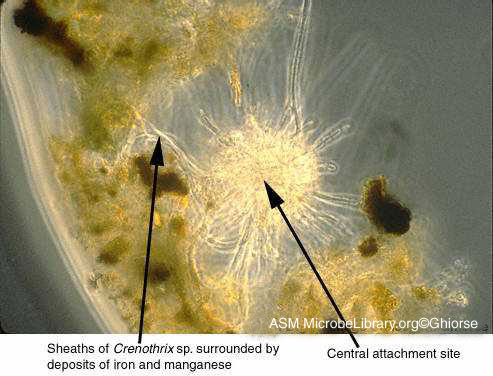 ASM MicrobeLibrary.org©Ghiorse
Sheaths of Crenothrix sp. surrounded by
deposits of iron and manganese
Central attachment site